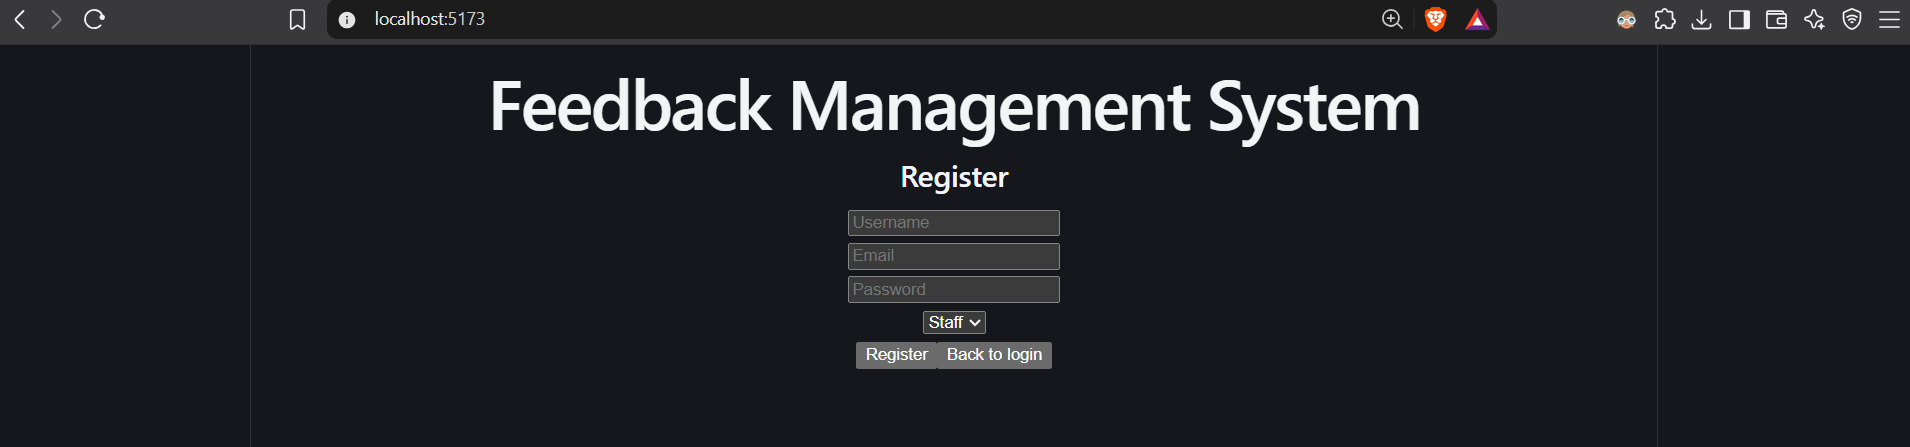 localhost:5173
Feedback Management System
Register
Username
Email
Password
Staff
Register Back to login